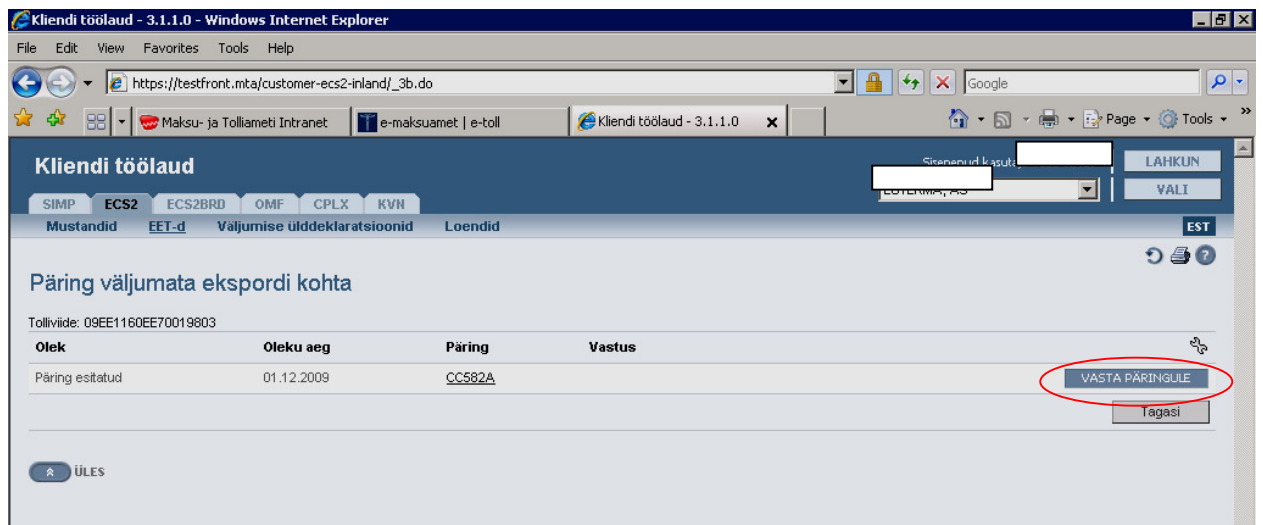 Kliendi töölaud - 3.1.1.0 - Windows Internet Explorer
File Edit View Favorites Tools Help
https://testfront.mta/customer-ecs2-inland/_3b.do Google
Maksu- ja Tolliameti Intranet e-maksuamet | e-toll Kliendi töölaud - 3.1.1.0 Page Tools
Kliendi töölaud LAHKUN
VALI
SIMP ECS2 ECS2BRD OMF CPLX KVN
Mustandid EET-d Väljumise ülddeklaratsioonid Loendid EST
Päring väljumata ekspordi kohta
Tolliviide: 09EE1160EE70019803
Olek Oleku aeg Päring Vastus
Päring esitatud 01.12.2009 CC582A VASTA PÄRINGULE
Tagasi
ÜLES